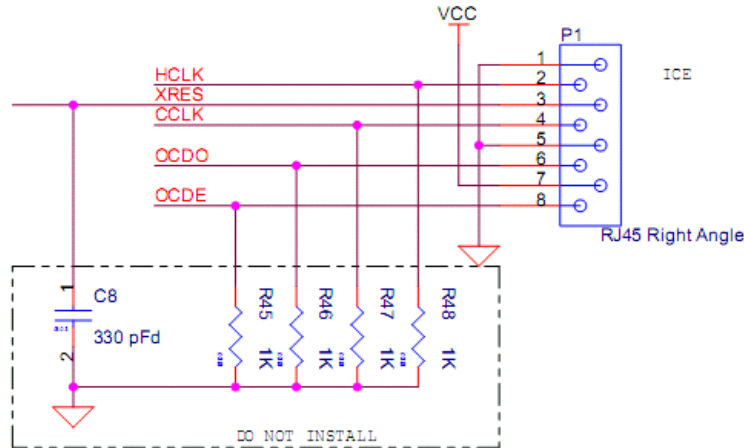 VCC
P1
1
HCLK
2
ICE
XRES
3
CCLK
4
5
OCDO
6
7
OCDE
8
RJ45 Right Angle
1
C8
330 pFd
2
R45
1K
R46
1K
R47
1K
R48
1K
DO NOT INSTALL